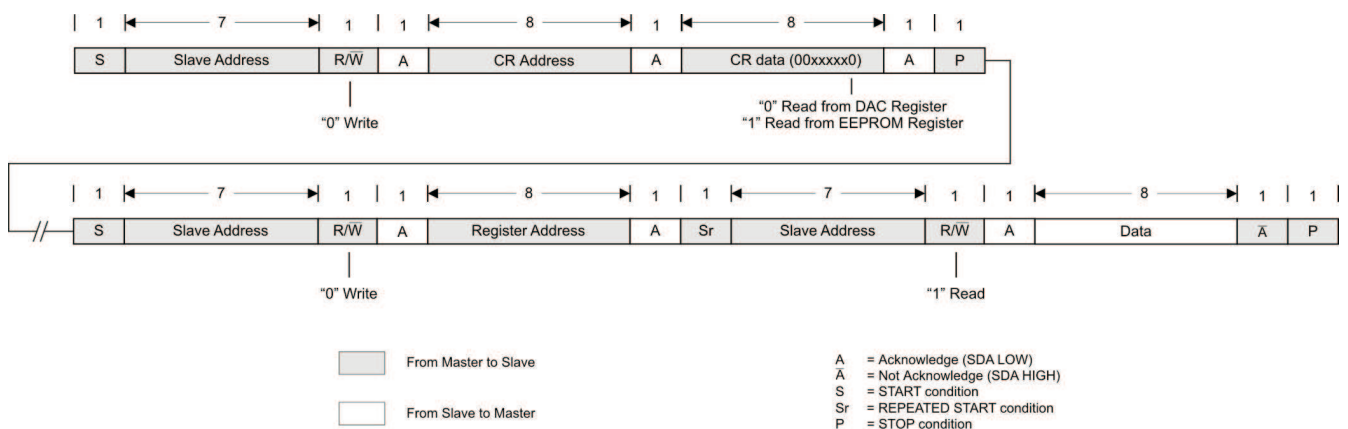 1 7 1 1 8 1 8 1 1
S Slave Address R/W̅ A CR Address A CR data (00xxxxx0) A P
"0" Write
"0" Read from DAC Register
"1" Read from EEPROM Register
1 7 1 1 8 1 1 7 1 1 8 1 1
S Slave Address R/W̅ A Register Address A Sr Slave Address R/W̅ A Data A̅ P
"0" Write
"1" Read
From Master to Slave
From Slave to Master
A = Acknowledge (SDA LOW)
A̅ = Not Acknowledge (SDA HIGH)
S = START condition
Sr = REPEATED START condition
P = STOP condition